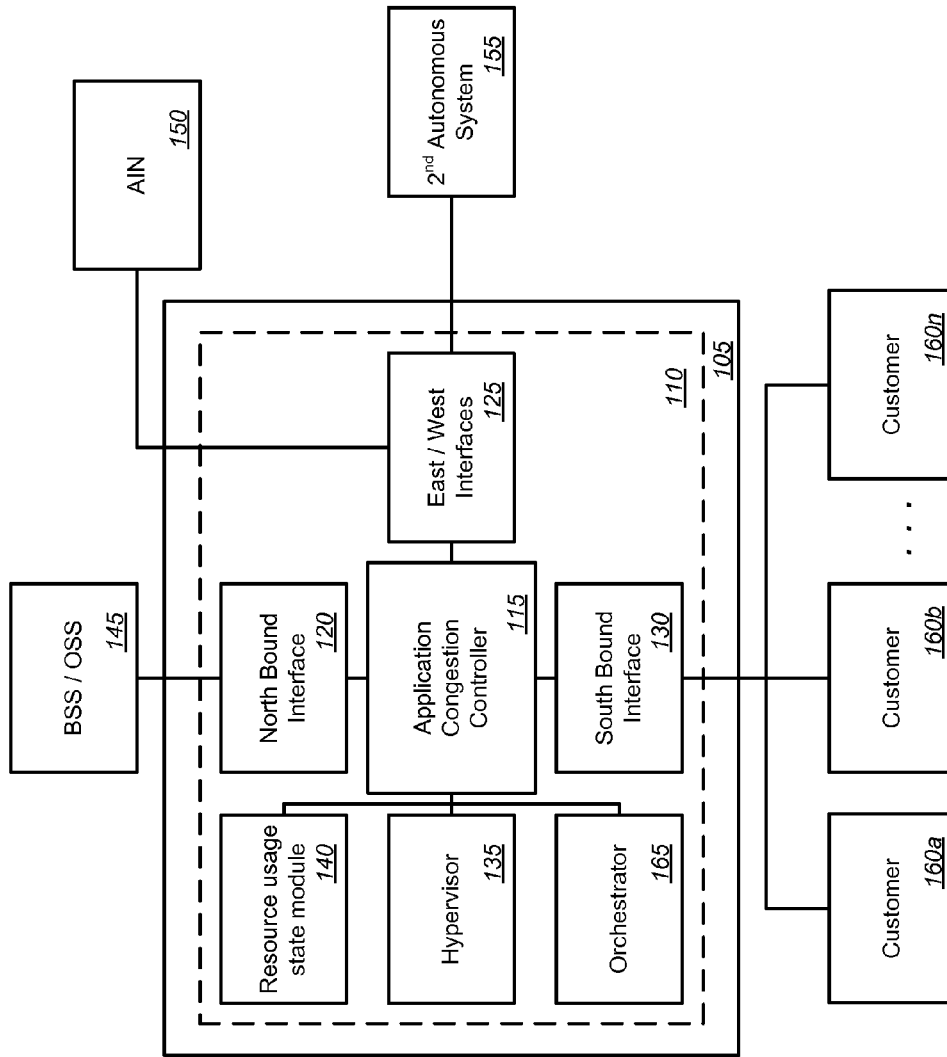 AIN
150
BSS / OSS
145
2nd Autonomous
System
155
Resource usage
state module
140
North Bound
Interface
120
East / West
Interfaces
125
Hypervisor
135
Application
Congestion
Controller
115
Orchestrator
165
South Bound
Interface
130
110
105
Customer
160a
Customer
160b
. . .
Customer
160n